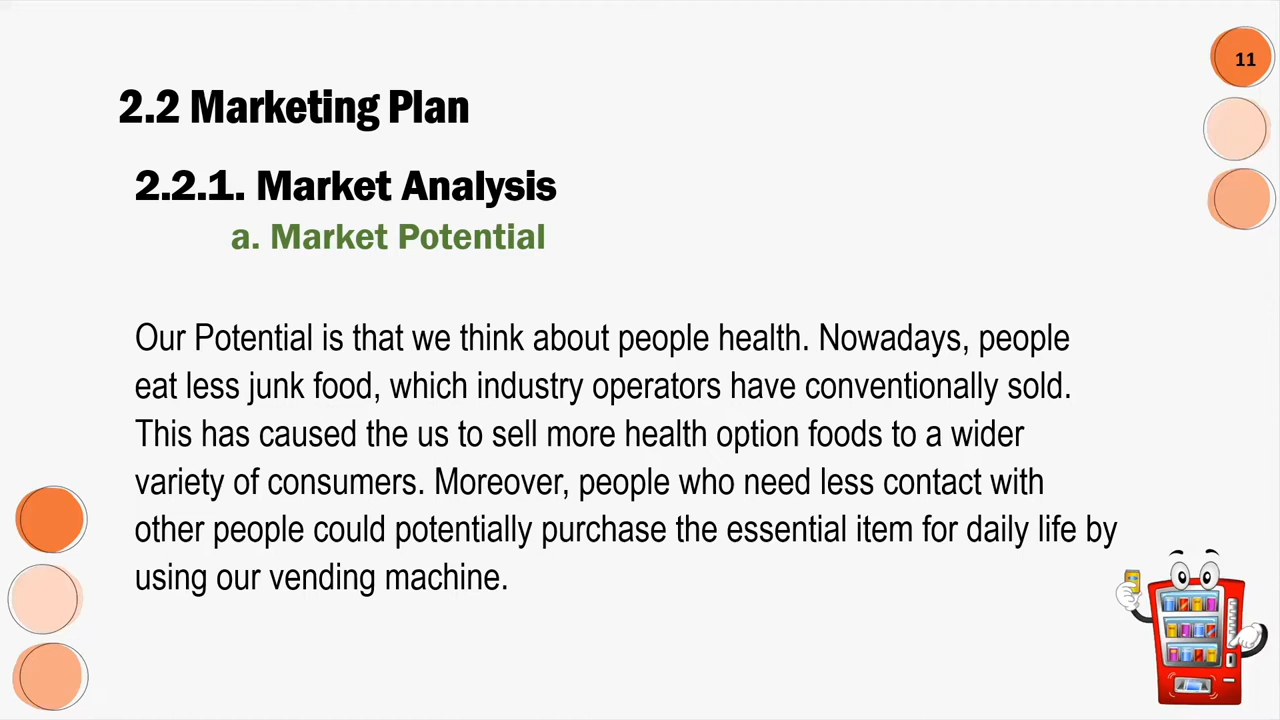 11
2.2 Marketing Plan
2.2.1. Market Analysis
a. Market Potential
Our Potential is that we think about people health. Nowadays, people
eat less junk food, which industry operators have conventionally sold.
This has caused the us to sell more health option foods to a wider
variety of consumers. Moreover, people who need less contact with
other people could potentially purchase the essential item for daily life by
using our vending machine.